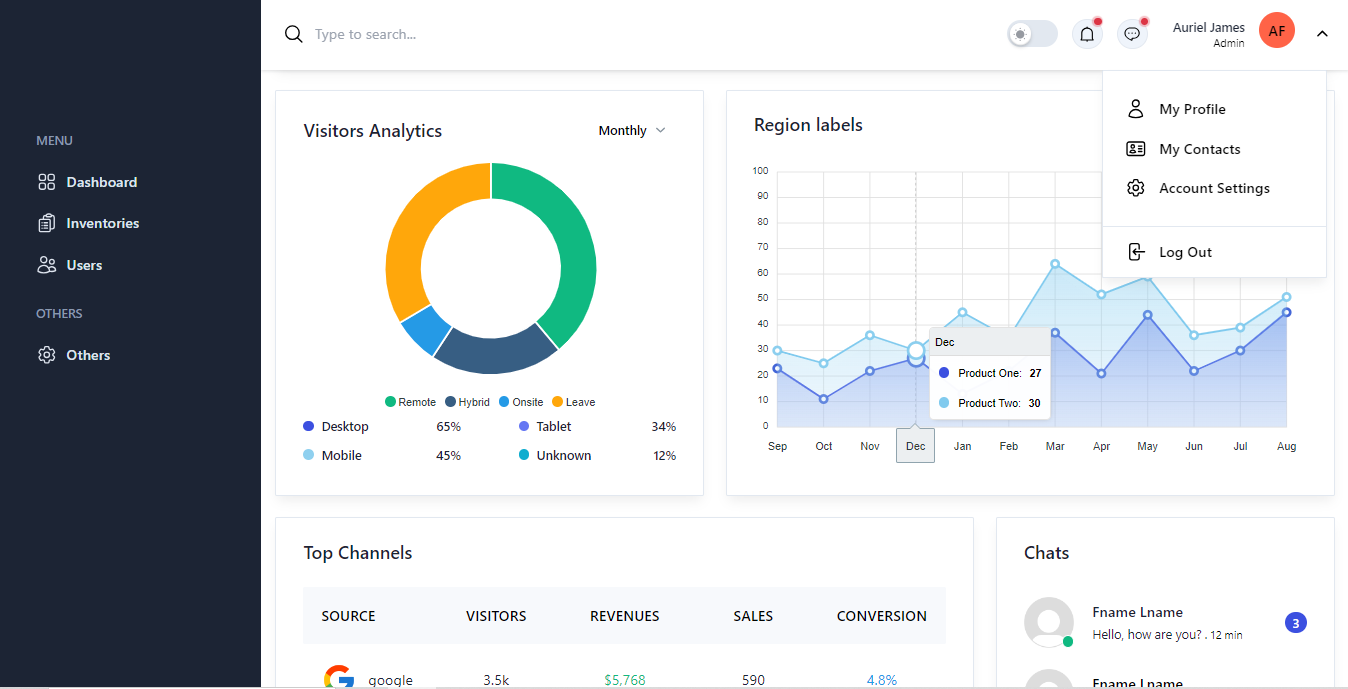 Type to search...
Auriel James
Admin
AF
My Profile
My Contacts
Account Settings
Log Out
MENU
Dashboard
Inventories
Users
OTHERS
Others
Visitors Analytics
Monthly
Remote Hybrid Onsite Leave
Desktop 65% Tablet 34%
Mobile 45% Unknown 12%
Region labels
100
90
80
70
60
50
40
30
20
10
0
Sep Oct Nov Dec Jan Feb Mar Apr May Jun Jul Aug
Dec
Product One: 27
Product Two: 30
Top Channels
SOURCE VISITORS REVENUES SALES CONVERSION
google 3.5k $5,768 590 4.8%
Chats
Fname Lname
Hello, how are you? . 12 min
3
Fname Lname